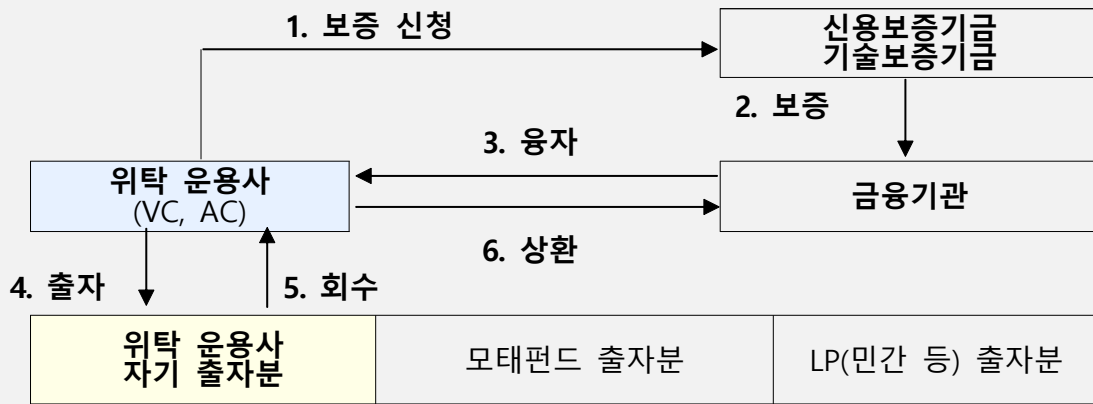 1. 보증 신청
신용보증기금
기술보증기금
2. 보증
3. 융자
위탁 운용사
(VC, AC)
금융기관
6. 상환
4. 출자
5. 회수
위탁 운용사
자기 출자분
모태펀드 출자분
LP(민간 등) 출자분